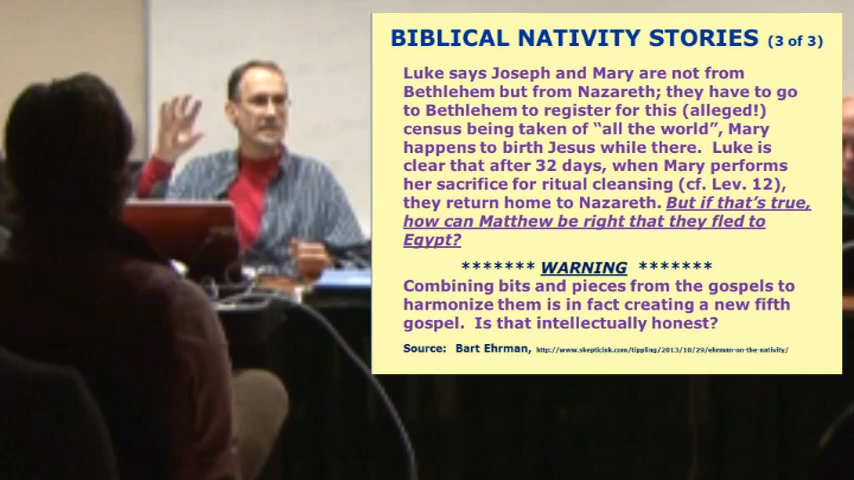 BIBLICAL NATIVITY STORIES (3 of 3)
Luke says Joseph and Mary are not from
Bethlehem but from Nazareth; they have to go
to Bethlehem to register for this (alleged!)
census being taken of “all the world”, Mary
happens to birth Jesus while there. Luke is
clear that after 32 days, when Mary performs
her sacrifice for ritual cleansing (cf. Lev. 12),
they return home to Nazareth. But if that’s true,
how can Matthew be right that they fled to
Egypt?
******* WARNING *******
Combining bits and pieces from the gospels to
harmonize them is in fact creating a new fifth
gospel. Is that intellectually honest?
Source: Bart Ehrman, http://www.skepticink.com/tippling/2013/10/29/ehrman-on-the-nativity/